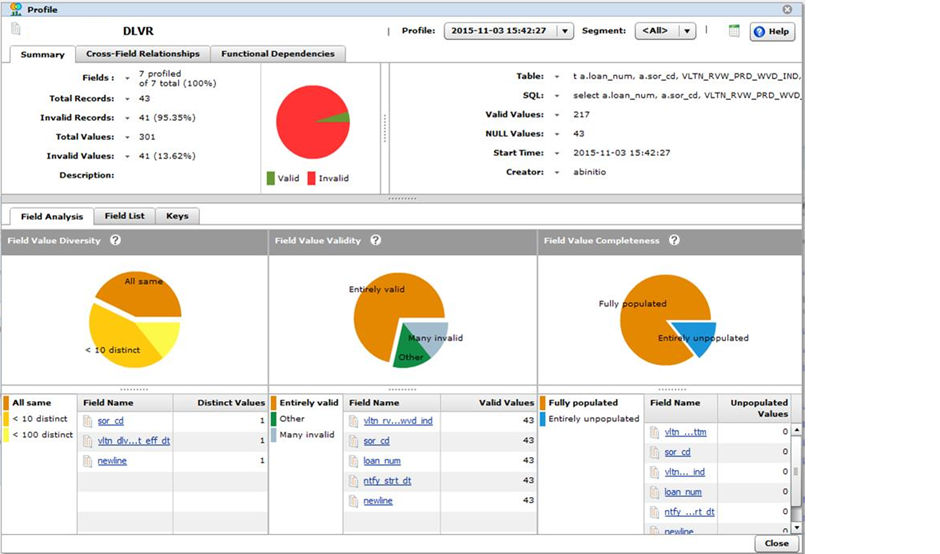 Profile
DLVR
Profile: 2015-11-03 15:42:27 Segment: <All> Help
Summary Cross-Field Relationships Functional Dependencies
Fields : 7 profiled
of 7 total (100%)
Total Records: 43
Invalid Records: 41 (95.35%)
Total Values: 301
Invalid Values: 41 (13.62%)
Description:
Valid Invalid
Table: t a.loan_num, a.sor_cd, VLTN_RVW_PRD_WVD_IND,
SQL: select a.loan_num, a.sor_cd, VLTN_RVW_PRD_WVD_
Valid Values: 217
NULL Values: 43
Start Time: 2015-11-03 15:42:27
Creator: abinitio
Field Analysis Field List Keys
Field Value Diversity ?
All same
< 10 distinct
Field Value Validity ?
Entirely valid
Many invalid
Other
Field Value Completeness ?
Fully populated
Entirely unpopulated
All same
< 10 distinct
< 100 distinct
Field Name Distinct Values
sor_cd 1
vltn_dlv...t_eff_dt 1
newline 1
Entirely valid
Other
Many invalid
Field Name Valid Values
vltn_rv...wvd_ind 43
sor_cd 43
loan_num 43
ntfy_strt_dt 43
newline 43
Fully populated
Entirely unpopulated
Field Name Unpopulated
Values
vltn_...ttm 0
sor_cd 0
vltn..._ind 0
loan_num 0
ntfy_...rt_dt 0
newline 0
Close